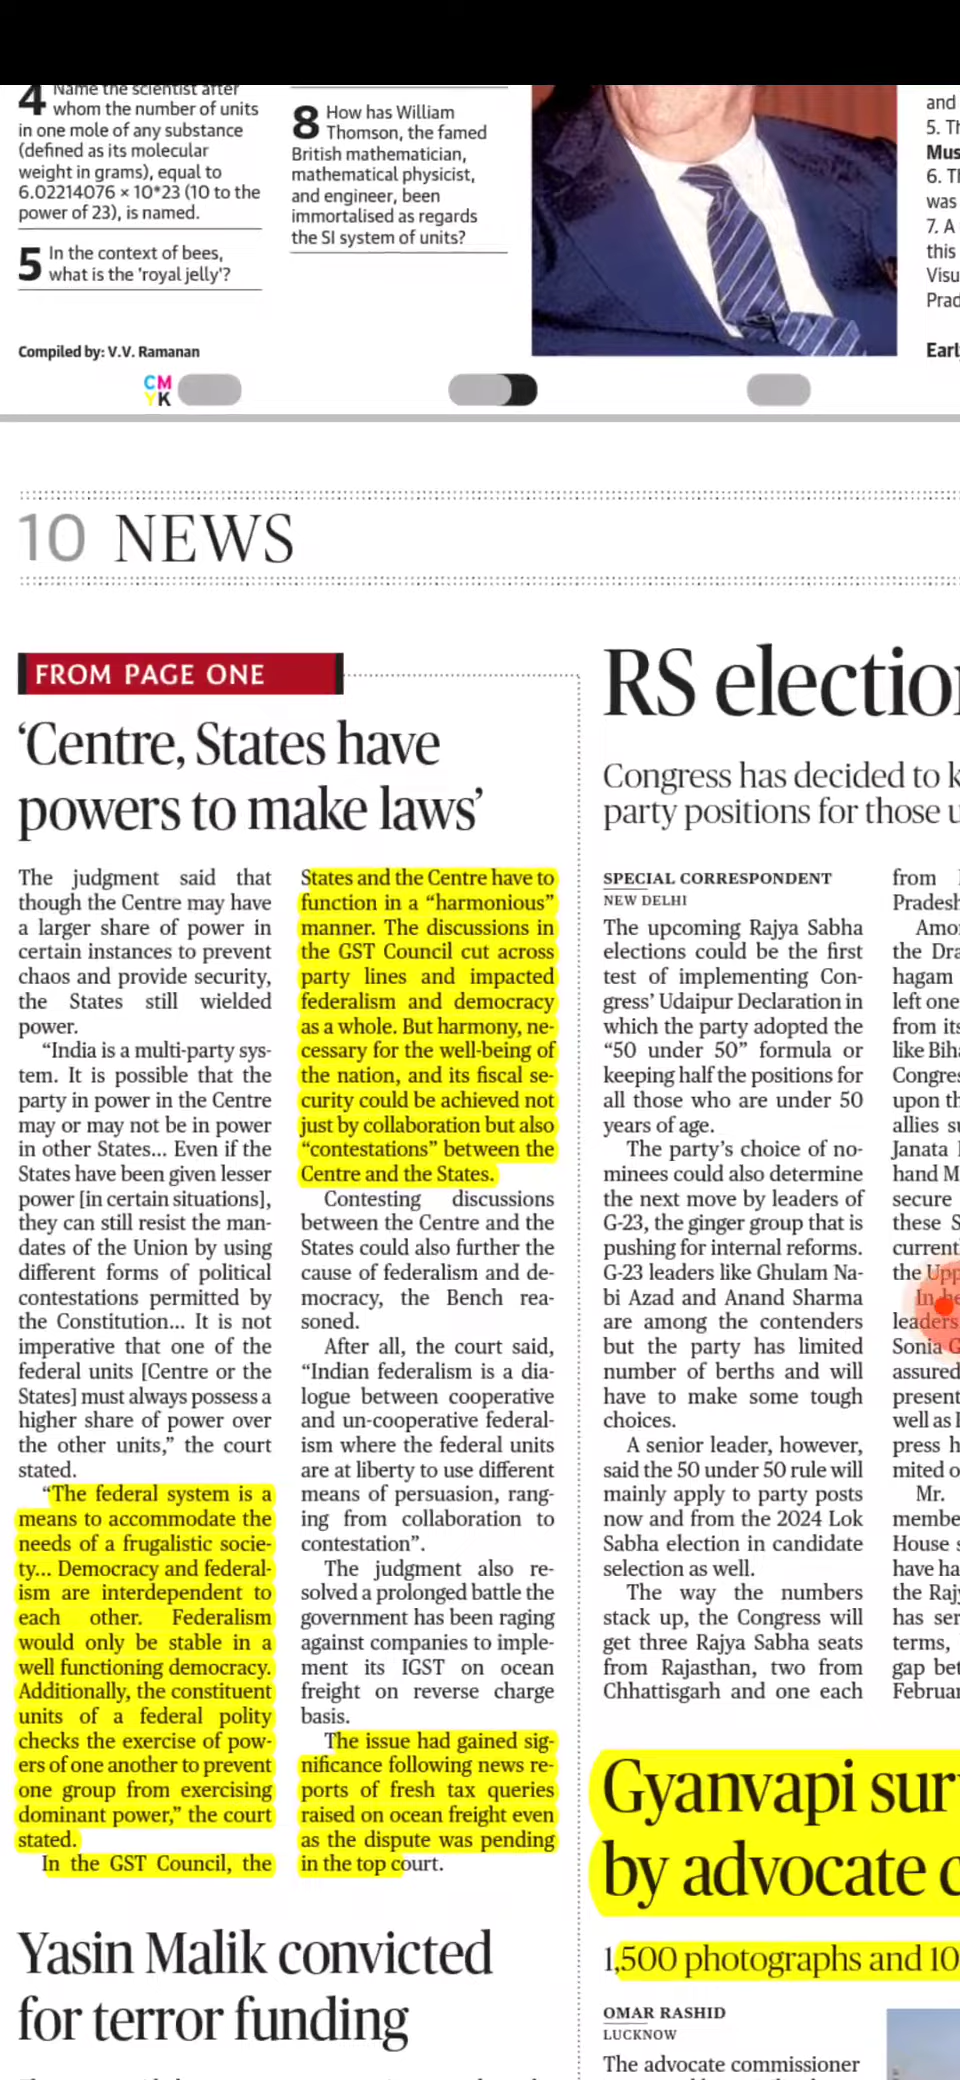 4 Name the scientist after
whom the number of units
in one mole of any substance
(defined as its molecular
weight in grams), equal to
6.02214076 × 10*23 (10 to the
power of 23), is named.
5 In the context of bees,
what is the 'royal jelly'?
Compiled by: V.V. Ramanan
8 How has William
Thomson, the famed
British mathematician,
mathematical physicist,
and engineer, been
immortalised as regards
the SI system of units?
and
5. Th
Mus
6. Th
was
7. A
this
Visu
Prad
Earl
CM
YK
10 NEWS
FROM PAGE ONE
‘Centre, States have
powers to make laws’
The judgment said that
though the Centre may have
a larger share of power in
certain instances to prevent
chaos and provide security,
the States still wielded
power.
“India is a multi-party sys-
tem. It is possible that the
party in power in the Centre
may or may not be in power
in other States... Even if the
States have been given lesser
power [in certain situations],
they can still resist the man-
dates of the Union by using
different forms of political
contestations permitted by
the Constitution... It is not
imperative that one of the
federal units [Centre or the
States] must always possess a
higher share of power over
the other units,” the court
stated.
“The federal system is a
means to accommodate the
needs of a frugalistic socie-
ty... Democracy and federal-
ism are interdependent to
each other. Federalism
would only be stable in a
well functioning democracy.
Additionally, the constituent
units of a federal polity
checks the exercise of pow-
ers of one another to prevent
one group from exercising
dominant power,” the court
stated.
In the GST Council, the
States and the Centre have to
function in a “harmonious”
manner. The discussions in
the GST Council cut across
party lines and impacted
federalism and democracy
as a whole. But harmony, ne-
cessary for the well-being of
the nation, and its fiscal se-
curity could be achieved not
just by collaboration but also
“contestations” between the
Centre and the States.
Contesting discussions
between the Centre and the
States could also further the
cause of federalism and de-
mocracy, the Bench rea-
soned.
After all, the court said,
“Indian federalism is a dia-
logue between cooperative
and un-cooperative federal-
ism where the federal units
are at liberty to use different
means of persuasion, rang-
ing from collaboration to
contestation”.
The judgment also re-
solved a prolonged battle the
government has been raging
against companies to imple-
ment its IGST on ocean
freight on reverse charge
basis.
The issue had gained sig-
nificance following news re-
ports of fresh tax queries
raised on ocean freight even
as the dispute was pending
in the top court.
Yasin Malik convicted
for terror funding
RS election
Congress has decided to k
party positions for those u
SPECIAL CORRESPONDENT
NEW DELHI
The upcoming Rajya Sabha
elections could be the first
test of implementing Con-
gress’ Udaipur Declaration in
which the party adopted the
“50 under 50” formula or
keeping half the positions for
all those who are under 50
years of age.
The party’s choice of no-
minees could also determine
the next move by leaders of
G-23, the ginger group that is
pushing for internal reforms.
G-23 leaders like Ghulam Na-
bi Azad and Anand Sharma
are among the contenders
but the party has limited
number of berths and will
have to make some tough
choices.
A senior leader, however,
said the 50 under 50 rule will
mainly apply to party posts
now and from the 2024 Lok
Sabha election in candidate
selection as well.
The way the numbers
stack up, the Congress will
get three Rajya Sabha seats
from Rajasthan, two from
Chhattisgarh and one each
from
Pradesh
Amo
the Dra
hagam
left one
from its
like Biha
Congres
upon th
allies su
Janata
hand M
secure
these S
current
the Upp
In he
leaders
Sonia G
assured
present
well as
press h
mited o
Mr.
membe
House s
have ha
the Raj
has ser
terms,
gap bet
Februar
Gyanvapi sur
by advocate c
1,500 photographs and 10
OMAR RASHID
LUCKNOW
The advocate commissioner